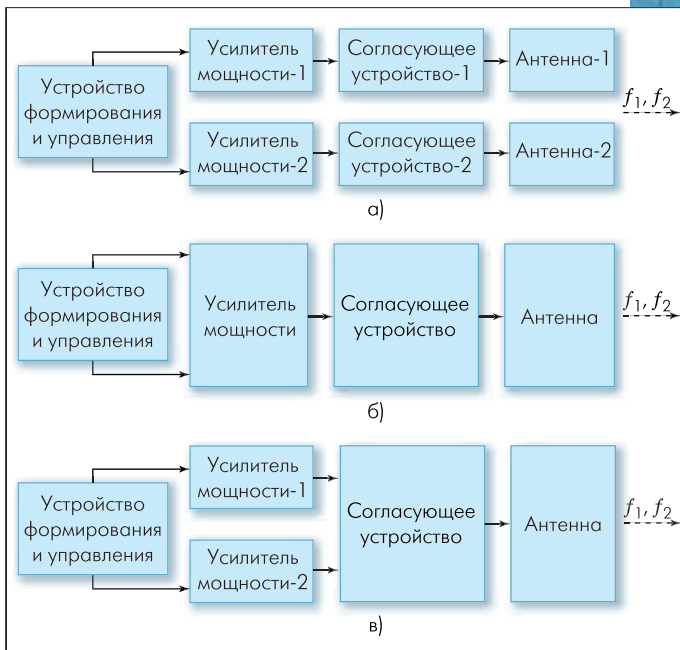 Устройство
формирования
и управления
Усилитель
мощности-1
Согласующее
устройство-1
Антенна-1
Усилитель
мощности-2
Согласующее
устройство-2
Антенна-2
f1, f2
а)
Устройство
формирования
и управления
Усилитель
мощности
Согласующее
устройство
Антенна
f1, f2
б)
Устройство
формирования
и управления
Усилитель
мощности-1
Усилитель
мощности-2
Согласующее
устройство
Антенна
f1, f2
в)